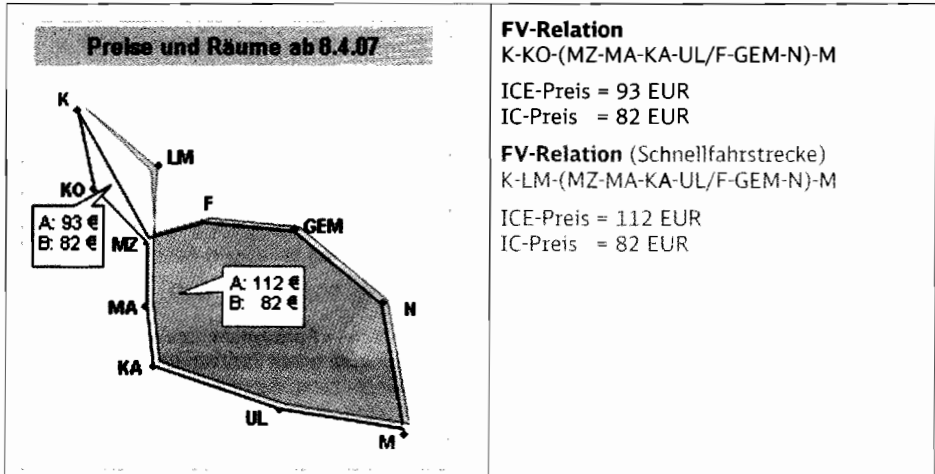 Preise und Räume ab 8.4.07
K
LM
KO
A: 93 €
B: 82 €
MZ
F
GEM
A: 112 €
B: 82 €
MA
N
KA
UL
M
FV-Relation
K-KO-(MZ-MA-KA-UL/F-GEM-N)-M
ICE-Preis = 93 EUR
IC-Preis = 82 EUR
FV-Relation (Schnellfahrstrecke)
K-LM-(MZ-MA-KA-UL/F-GEM-N)-M
ICE-Preis = 112 EUR
IC-Preis = 82 EUR